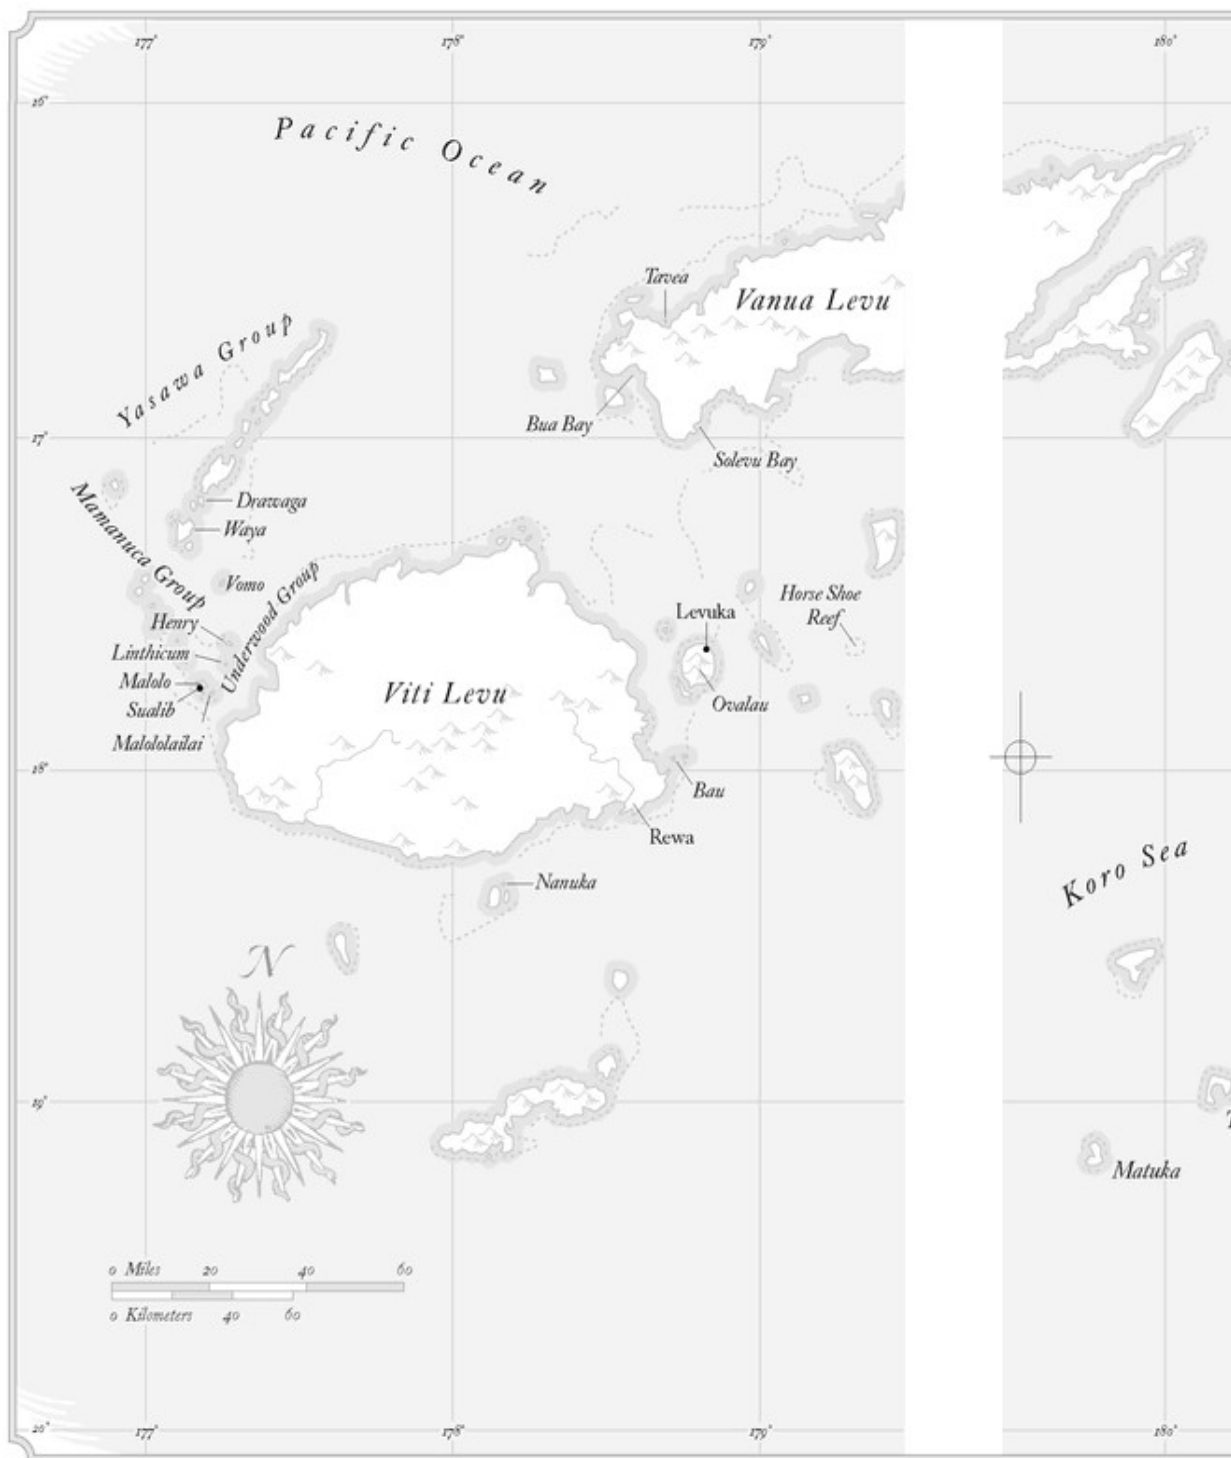 177° 178° 179° 180°
16°
Pacific Ocean
Tavea
Vanua Levu
Yasawa Group
Bua Bay
17°
Solevu Bay
Mamanuca Group
Drawaga
Waya
Vomo
Underwood Group
Horse Shoe
Reef
Levuka
Henry
Linthicum
Malolo
Sualib
Malololailai
Viti Levu
Ovalau
18°
Bau
Rewa
Koro Sea
Nanuka
N
19°
T
Matuka
0 Miles 20 40 60
0 Kilometers 40 60
20°
177° 178° 179° 180°